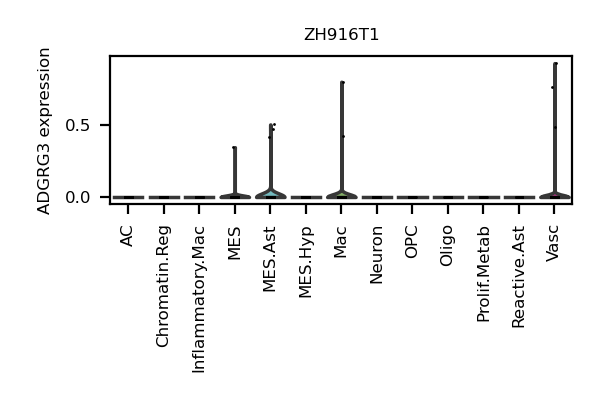 ZH916T1
ADGRG3 expression
0.5
0.0
AC
Chromatin.Reg
Inflammatory.Mac
MES
MES.Ast
MES.Hyp
Mac
Neuron
OPC
Oligo
Prolif.Metab
Reactive.Ast
Vasc